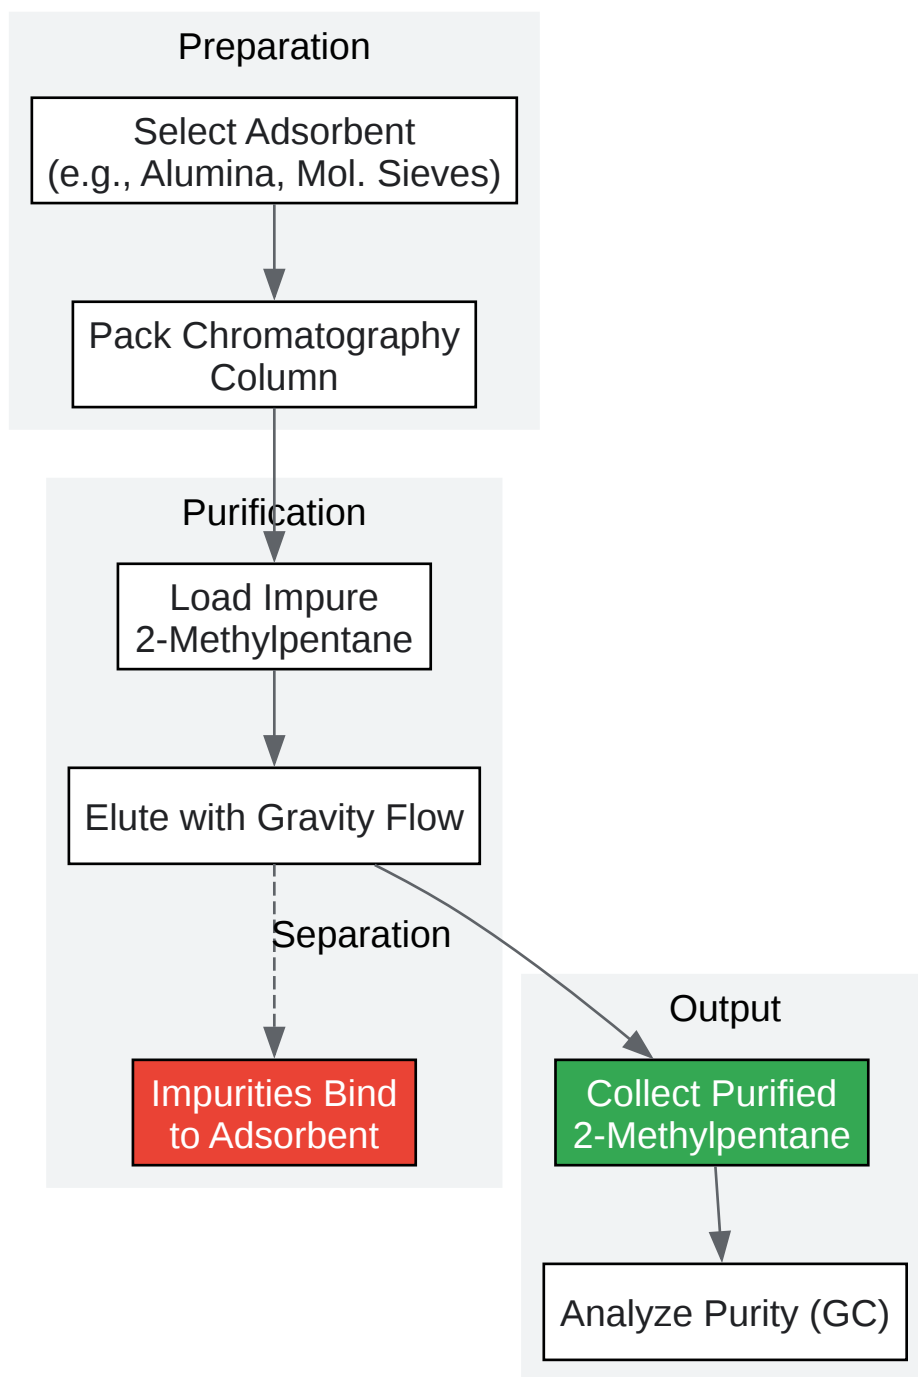 Preparation
Select Adsorbent
(e.g., Alumina, Mol. Sieves)
Pack Chromatography
Column
Purification
Load Impure
2-Methylpentane
Elute with Gravity Flow
Separation
Impurities Bind
to Adsorbent
Output
Collect Purified
2-Methylpentane
Analyze Purity (GC)